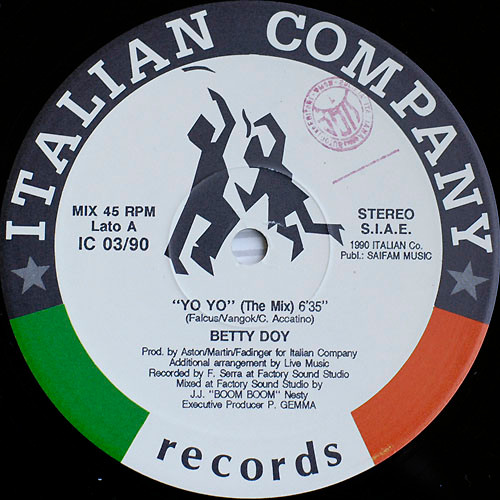 ITALIAN COMPANY
MIX 45 RPM
Lato A
IC 03/90
STEREO
S.I.A.E.
1990 ITALIAN Co.
Publ.: SAIFAM MUSIC
"YO YO" (The Mix) 6'35"
(Falcus/Vangok/C. Accatino)
BETTY DOY
Prod. by Aston/Martin/Fadinger for Italian Company
Additional arrangement by Live Music
Recorded by F. Serra at Factory Sound Studio
Mixed at Factory Sound Studio by
J.J. "BOOM BOOM" Nesty
Executive Producer P. GEMMA
records